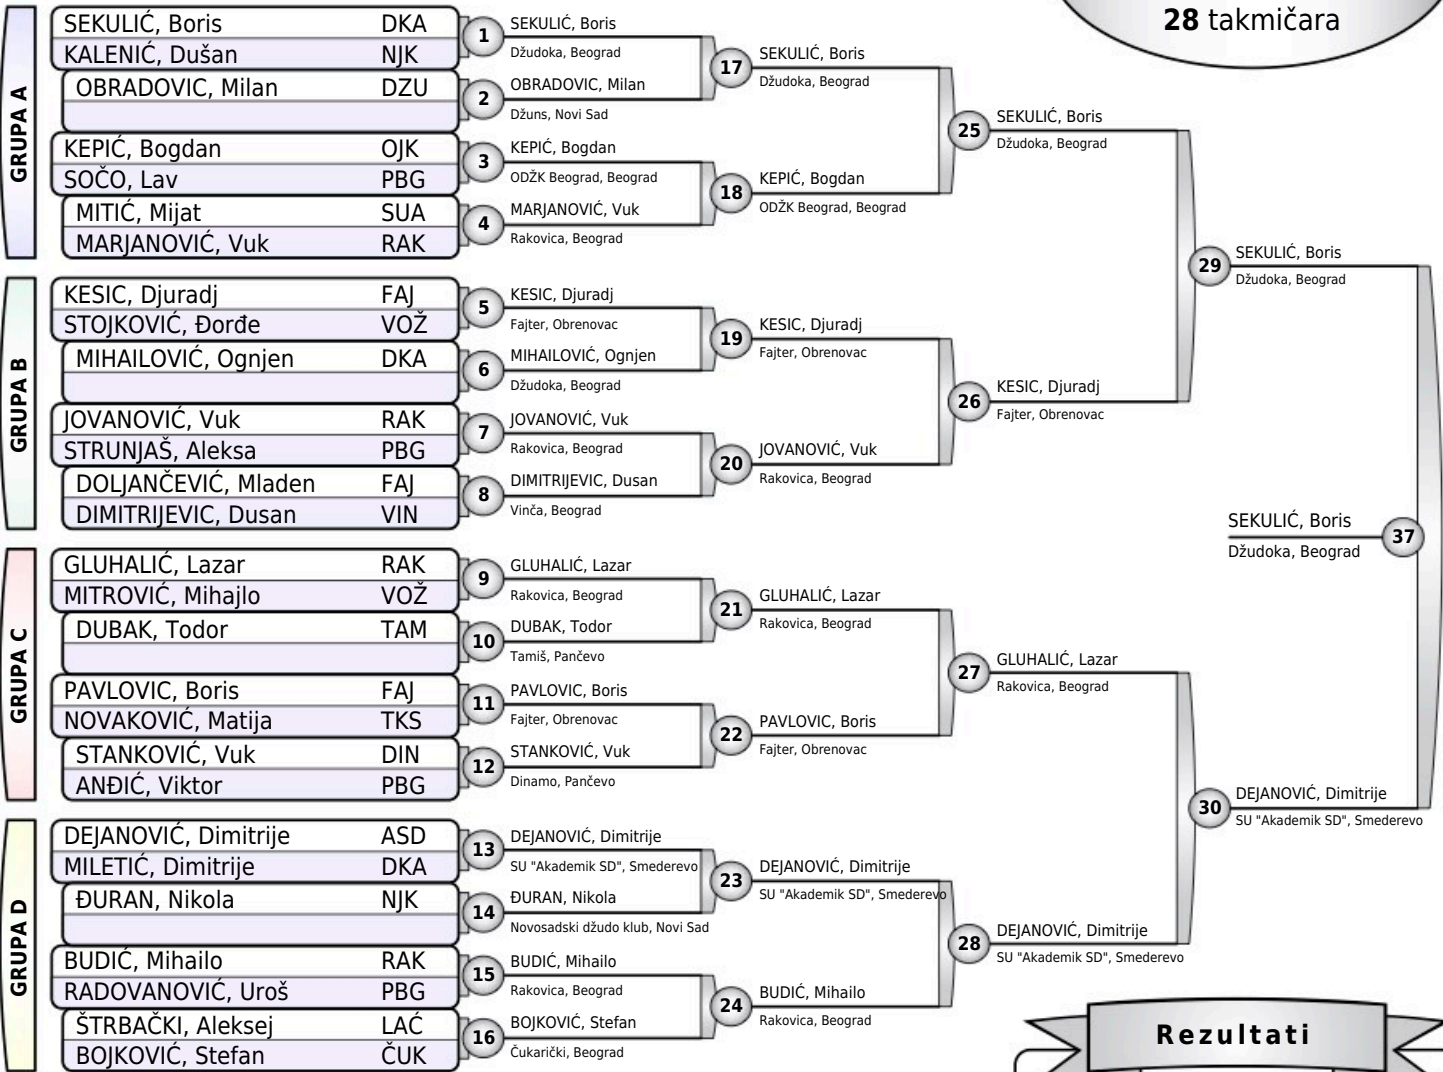 28 takmičara
GRUPA A
SEKULIĆ, Boris DKA
KALENIĆ, Dušan NJK
OBRADOVIC, Milan DZU
KEPIĆ, Bogdan OJK
SOČO, Lav PBG
MITIĆ, Mijat SUA
MARJANOVIĆ, Vuk RAK
GRUPA B
KESIC, Djuradj FAJ
STOJKOVIĆ, Đorđe VOŽ
MIHAILOVIĆ, Ognjen DKA
JOVANOVIĆ, Vuk RAK
STRUNJAŠ, Aleksa PBG
DOLJANČEVIĆ, Mladen FAJ
DIMITRIJEVIC, Dusan VIN
GRUPA C
GLUHALIĆ, Lazar RAK
MITROVIĆ, Mihajlo VOŽ
DUBAK, Todor TAM
PAVLOVIC, Boris FAJ
NOVAKOVIĆ, Matija TKS
STANKOVIĆ, Vuk DIN
ANĐIĆ, Viktor PBG
GRUPA D
DEJANOVIĆ, Dimitrije ASD
MILETIĆ, Dimitrije DKA
ĐURAN, Nikola NJK
BUDIĆ, Mihailo RAK
RADOVANOVIĆ, Uroš PBG
ŠTRBAČKI, Aleksej LAĆ
BOJKOVIĆ, Stefan ČUK
1 SEKULIĆ, Boris
Džudoka, Beograd
2 OBRADOVIC, Milan
Džuns, Novi Sad
3 KEPIĆ, Bogdan
ODŽK Beograd, Beograd
4 MARJANOVIĆ, Vuk
Rakovica, Beograd
5 KESIC, Djuradj
Fajter, Obrenovac
6 MIHAILOVIĆ, Ognjen
Džudoka, Beograd
7 JOVANOVIĆ, Vuk
Rakovica, Beograd
8 DIMITRIJEVIC, Dusan
Vinča, Beograd
9 GLUHALIĆ, Lazar
Rakovica, Beograd
10 DUBAK, Todor
Tamiš, Pančevo
11 PAVLOVIC, Boris
Fajter, Obrenovac
12 STANKOVIĆ, Vuk
Dinamo, Pančevo
13 DEJANOVIĆ, Dimitrije
SU "Akademik SD", Smederevo
14 ĐURAN, Nikola
Novosadski džudo klub, Novi Sad
15 BUDIĆ, Mihailo
Rakovica, Beograd
16 BOJKOVIĆ, Stefan
Čukarički, Beograd
17 SEKULIĆ, Boris
Džudoka, Beograd
18 KEPIĆ, Bogdan
ODŽK Beograd, Beograd
19 KESIC, Djuradj
Fajter, Obrenovac
20 JOVANOVIĆ, Vuk
Rakovica, Beograd
21 GLUHALIĆ, Lazar
Rakovica, Beograd
22 PAVLOVIC, Boris
Fajter, Obrenovac
23 DEJANOVIĆ, Dimitrije
SU "Akademik SD", Smederevo
24 BUDIĆ, Mihailo
Rakovica, Beograd
25 SEKULIĆ, Boris
Džudoka, Beograd
26 KESIC, Djuradj
Fajter, Obrenovac
27 GLUHALIĆ, Lazar
Rakovica, Beograd
28 DEJANOVIĆ, Dimitrije
SU "Akademik SD", Smederevo
29 SEKULIĆ, Boris
Džudoka, Beograd
30 DEJANOVIĆ, Dimitrije
SU "Akademik SD", Smederevo
SEKULIĆ, Boris 37
Džudoka, Beograd
Rezultati